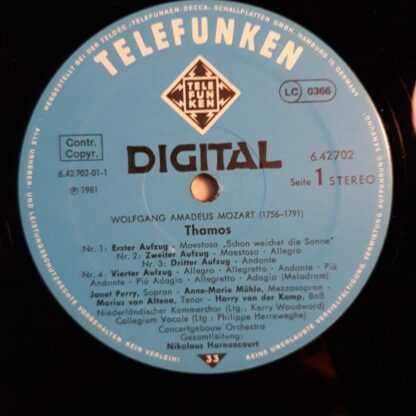 HERGESTELLT BEI DER TELDEC »TELEFUNKEN-DECCA« SCHALLPLATTEN GMBH, HAMBURG 19 GERMANY
TELEFUNKEN
TELE
FUN
KEN
LC 0366
Contr.
Copyr.
DIGITAL
6.42702-01-1
℗ 1981
6.42702
Seite 1 STEREO
WOLFGANG AMADEUS MOZART (1756–1791)
Thamos
Nr. 1: Erster Aufzug - Maestoso „Schon weichet die Sonne"
Nr. 2: Zweiter Aufzug - Maestoso - Allegro
Nr. 3: Dritter Aufzug - Andante
Nr. 4: Vierter Aufzug - Allegro - Allegretto - Andante - Più
Andante - Più Adagio - Allegretto - Adagio (Melodram)
Janet Perry, Sopran - Anne-Marie Mühle, Mezzosopran -
Marius van Altena, Tenor - Harry van der Kamp, Baß
Niederländischer Kammerchor (Ltg.: Kerry Woodward)
Collegium Vocale (Ltg.: Philippe Herreweghe)
Concertgebouw Orchestra
Gesamtleitung:
Nikolaus Harnoncourt
33
ALLE URHEBER- UND LEISTUNGSSCHUTZRECHTE VORBEHALTEN. KEIN VERLEIH!
KEINE UNERLAUBTE VERVIELFÄLTIGUNG, VERMIETUNG, AUFFÜHRUNG, SENDUNG!